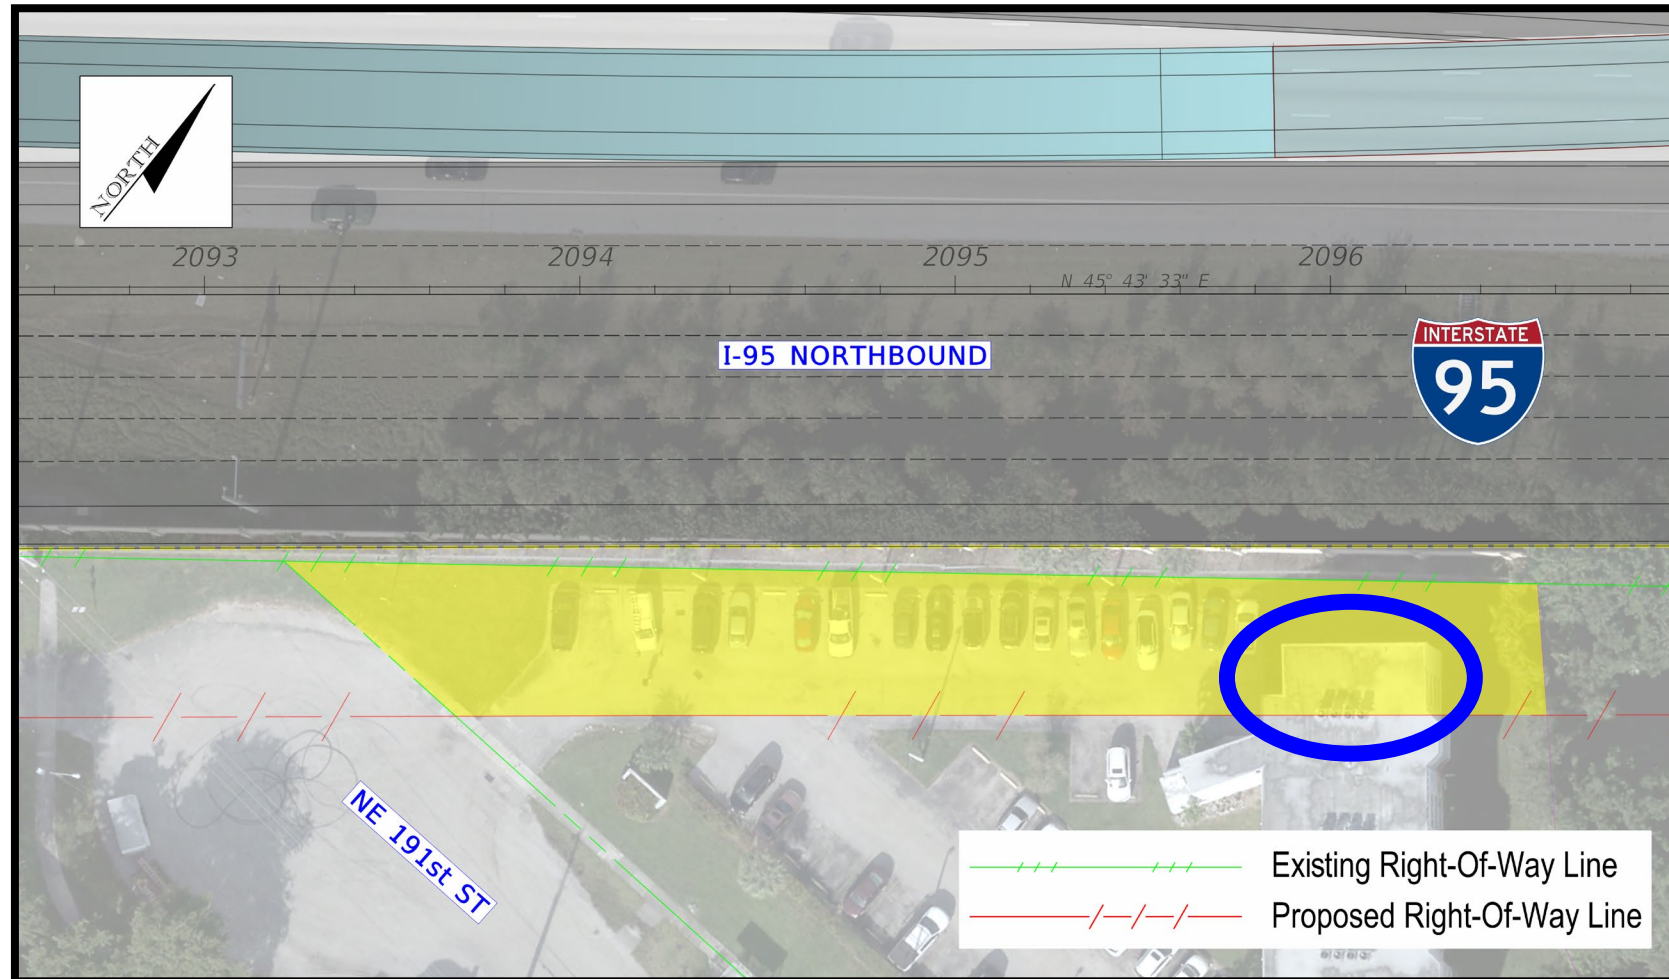 NORTH
2093 2094 2095 2096
N 45° 43' 33" E
I-95 NORTHBOUND
INTERSTATE
95
NE 191st ST
Existing Right-Of-Way Line
Proposed Right-Of-Way Line